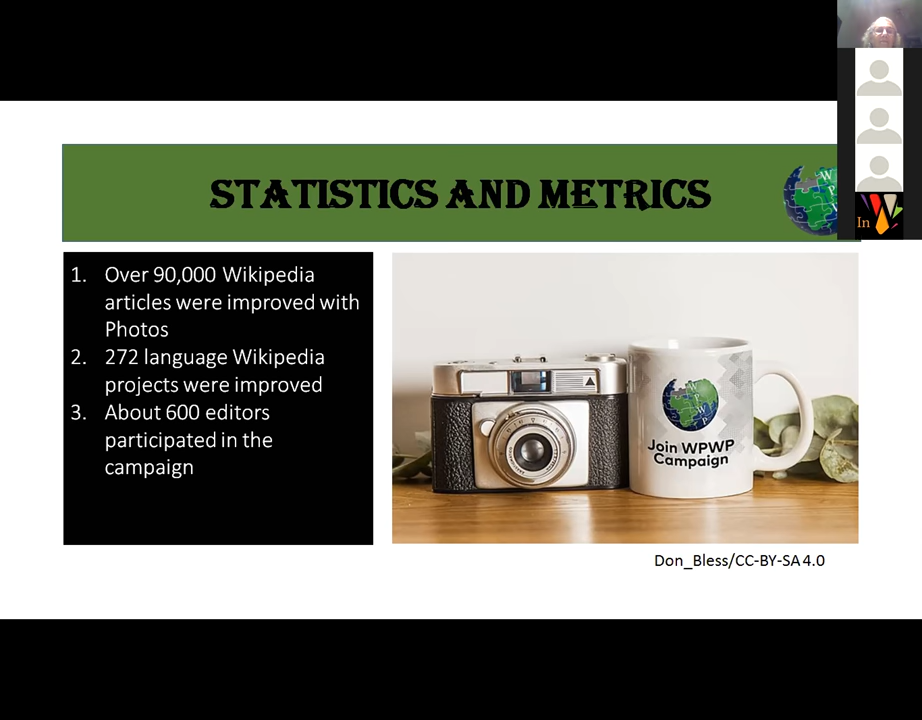 STATISTICS AND METRICS
1. Over 90,000 Wikipedia
articles were improved with
Photos
2. 272 language Wikipedia
projects were improved
3. About 600 editors
participated in the
campaign
W
P
W
P
W
P
Join WPWP
Campaign
Don_Bless/CC-BY-SA 4.0
In W